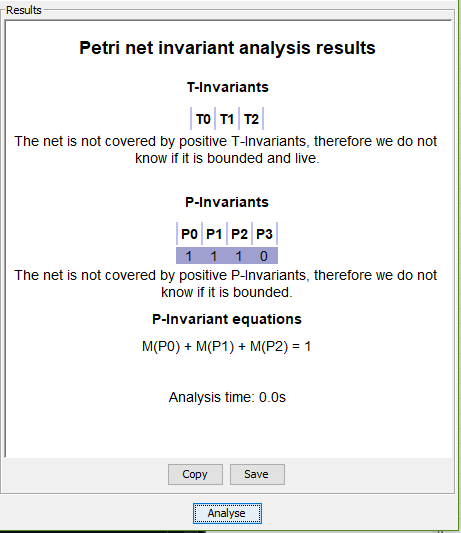 Results
Petri net invariant analysis results
T-Invariants
T0 T1 T2
The net is not covered by positive T-Invariants, therefore we do not
know if it is bounded and live.
P-Invariants
P0 P1 P2 P3
1 1 1 0
The net is not covered by positive P-Invariants, therefore we do not
know if it is bounded.
P-Invariant equations
M(P0) + M(P1) + M(P2) = 1
Analysis time: 0.0s
Copy Save
Analyse